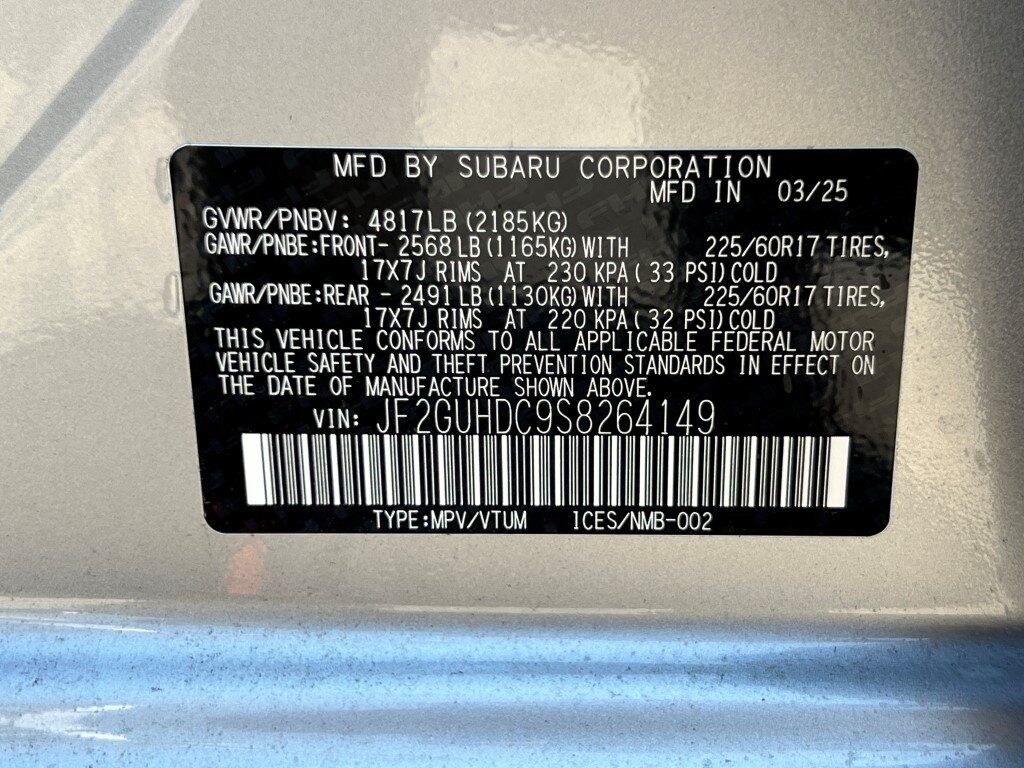 MFD BY SUBARU CORPORATION
MFD IN 03/25
GVWR/PNBV: 4817LB (2185KG)
GAWR/PNBE:FRONT- 2568 LB (1165KG) WITH 225/60R17 TIRES,
17X7J RIMS AT 230 KPA ( 33 PSI) COLD
GAWR/PNBE:REAR - 2491 LB (1130KG) WITH 225/60R17 TIRES,
17X7J RIMS AT 220 KPA ( 32 PSI) COLD
THIS VEHICLE CONFORMS TO ALL APPLICABLE FEDERAL MOTOR
VEHICLE SAFETY AND THEFT PREVENTION STANDARDS IN EFFECT ON
THE DATE OF MANUFACTURE SHOWN ABOVE.
VIN: JF2GUHDC9S8264149
TYPE:MPV/VTUM ICES/NMB-002